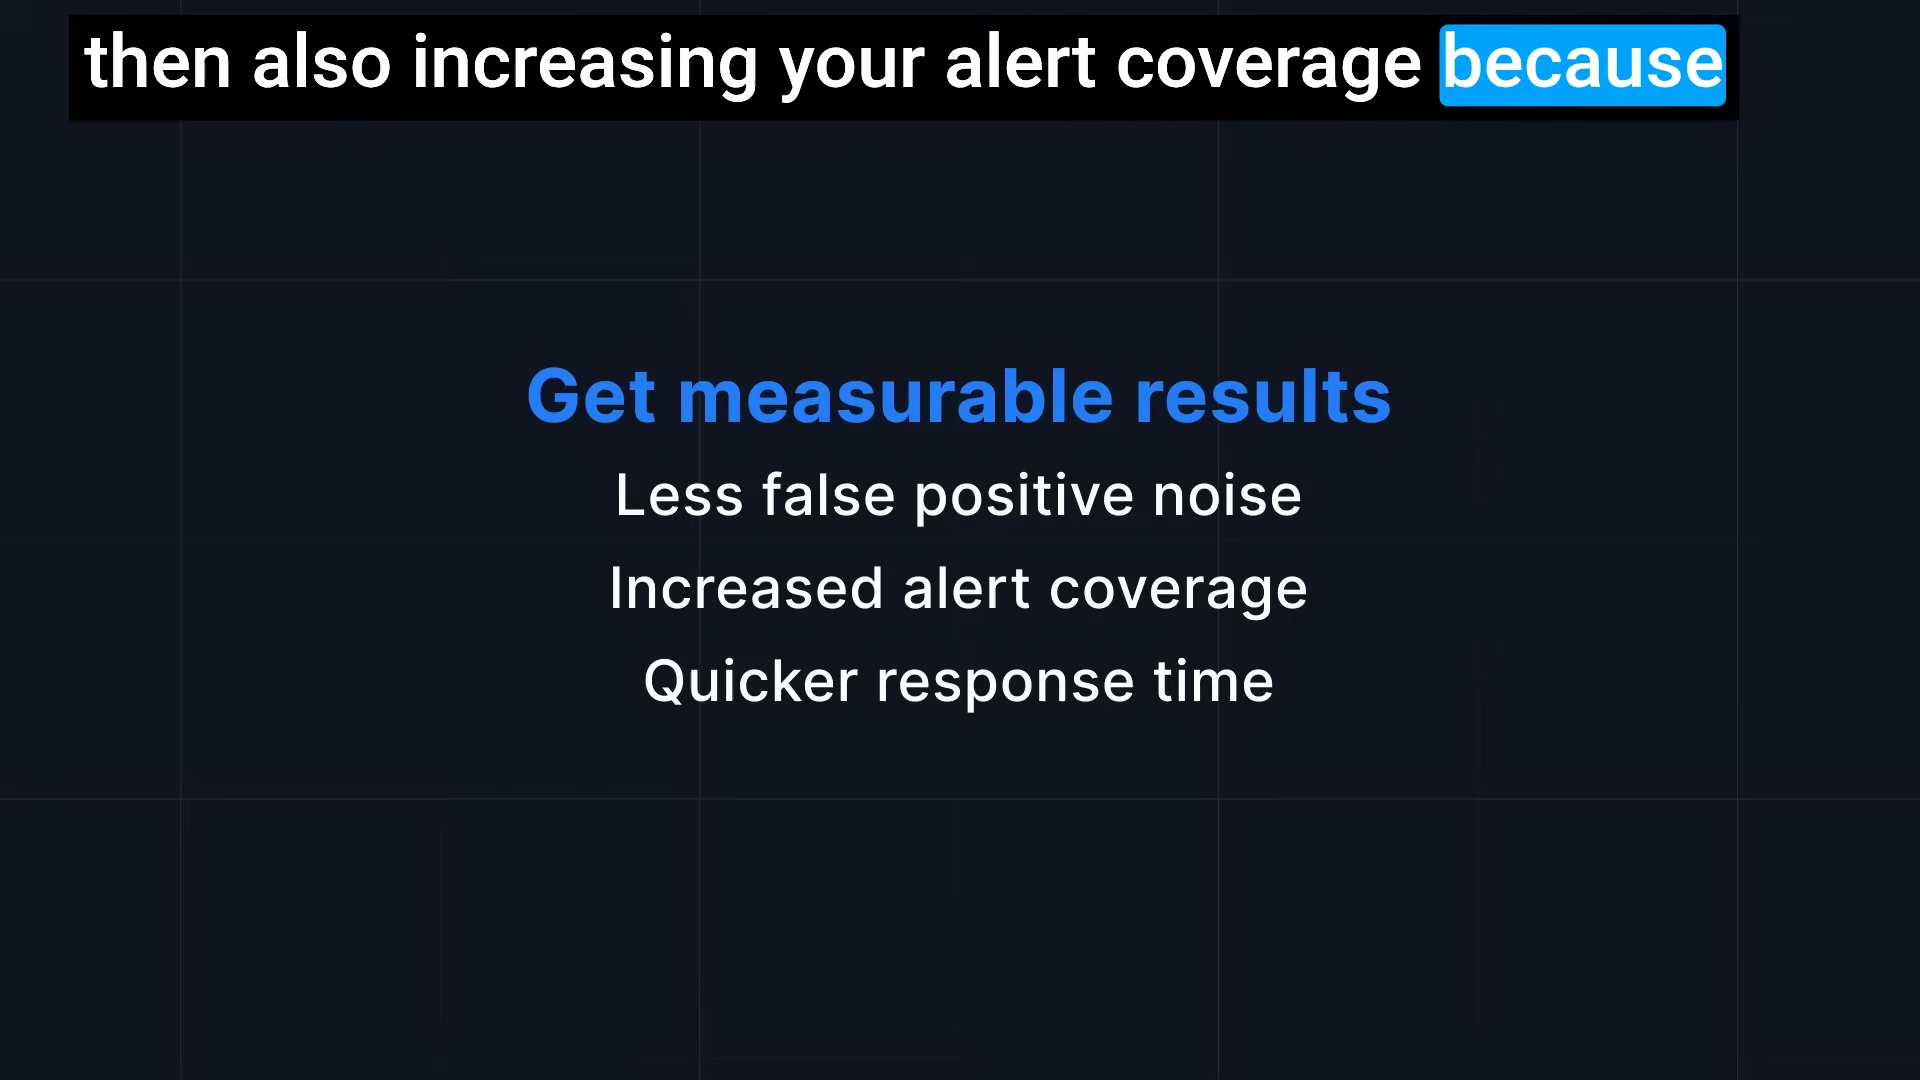 then also increasing your alert coverage because
Get measurable results
Less false positive noise
Increased alert coverage
Quicker response time